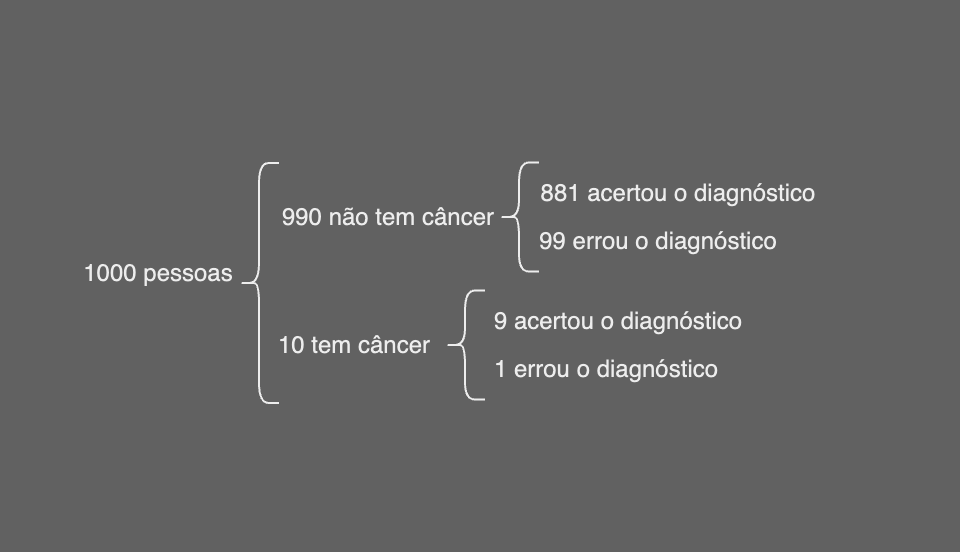 1000 pessoas
990 não tem câncer
881 acertou o diagnóstico
99 errou o diagnóstico
10 tem câncer
9 acertou o diagnóstico
1 errou o diagnóstico